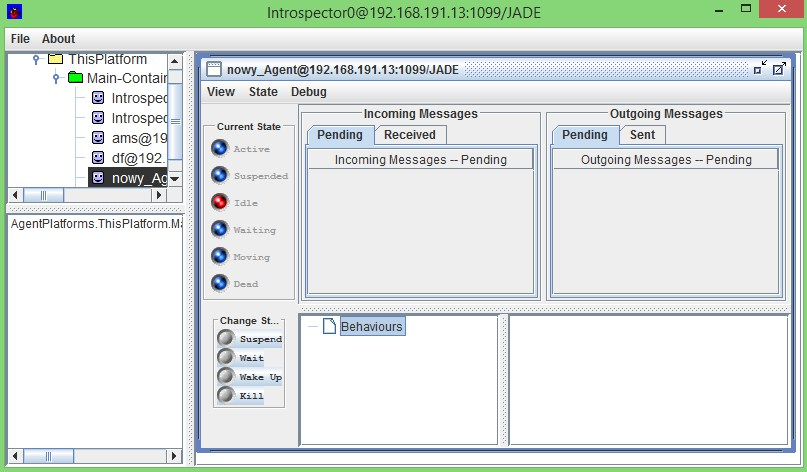 Introspector0@192.168.191.13:1099/JADE
File About
ThisPlatform
Main-Contain
Introspec
Introspec
ams@19
df@192.
nowy_Ag
AgentPlatforms.ThisPlatform.Ma
nowy_Agent@192.168.191.13:1099/JADE
View State Debug
Current State
Active
Suspended
Idle
Waiting
Moving
Dead
Incoming Messages
Pending Received
Incoming Messages -- Pending
Outgoing Messages
Pending Sent
Outgoing Messages -- Pending
Change St...
Suspend
Wait
Wake Up
Kill
Behaviours